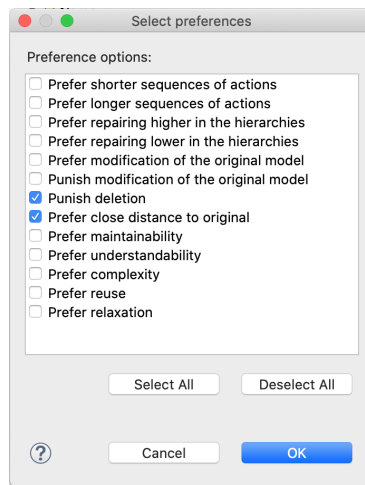 Select preferences
Preference options:
Prefer shorter sequences of actions
Prefer longer sequences of actions
Prefer repairing higher in the hierarchies
Prefer repairing lower in the hierarchies
Prefer modification of the original model
Punish modification of the original model
Punish deletion
Prefer close distance to original
Prefer maintainability
Prefer understandability
Prefer complexity
Prefer reuse
Prefer relaxation
Select All Deselect All
? Cancel OK